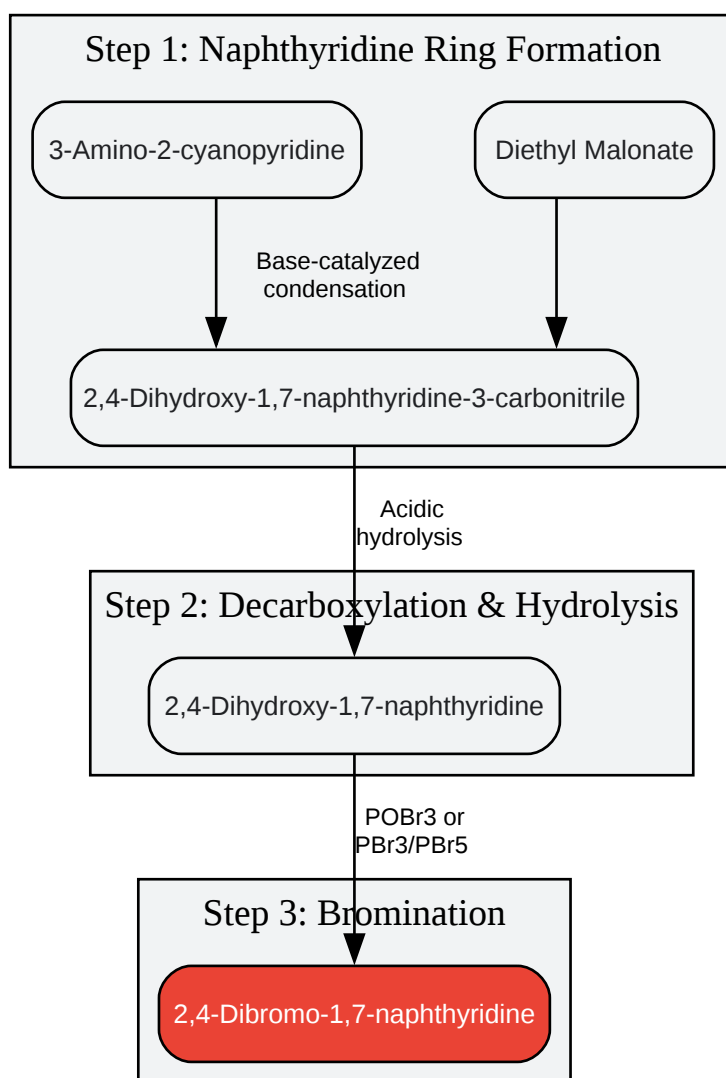 Step 1: Naphthyridine Ring Formation
3-Amino-2-cyanopyridine
Diethyl Malonate
Base-catalyzed
condensation
2,4-Dihydroxy-1,7-naphthyridine-3-carbonitrile
Acidic
hydrolysis
Step 2: Decarboxylation & Hydrolysis
2,4-Dihydroxy-1,7-naphthyridine
POBr3 or
PBr3/PBr5
Step 3: Bromination
2,4-Dibromo-1,7-naphthyridine